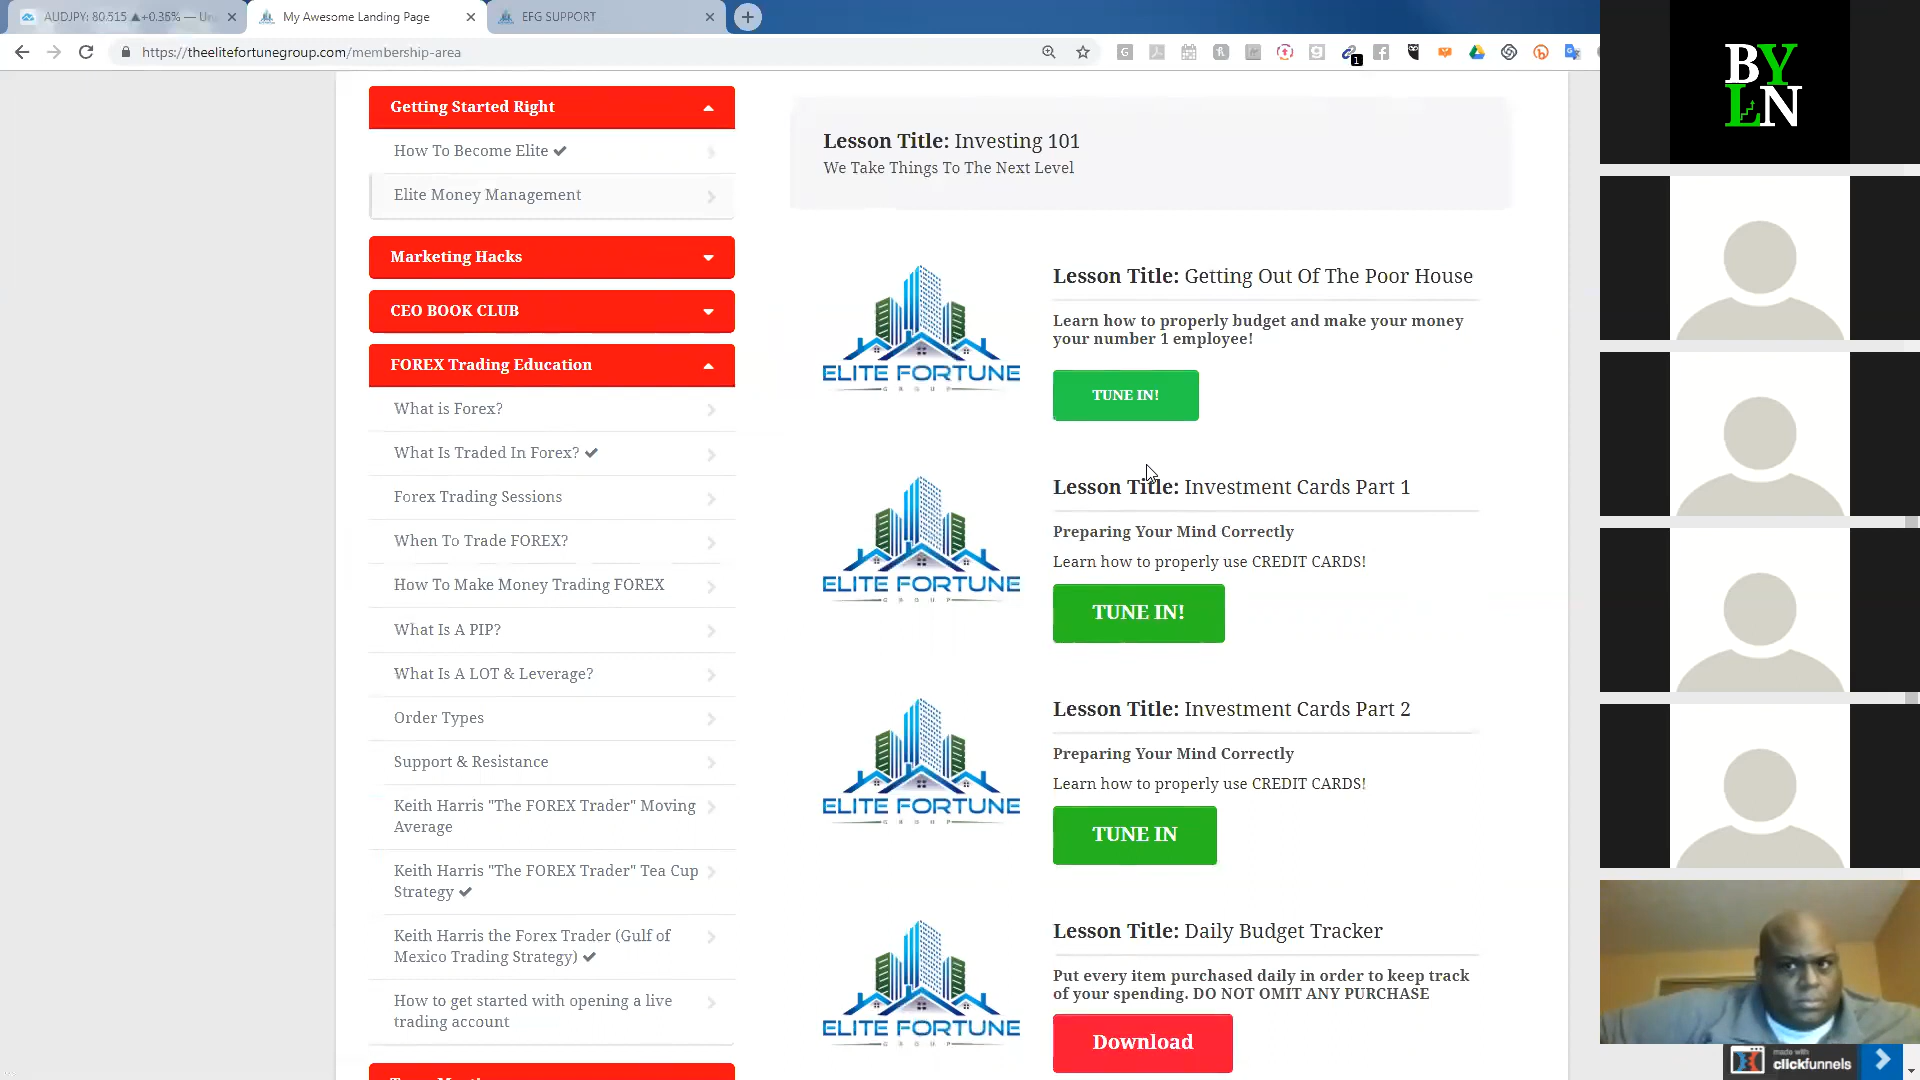 AUDJPY: 80.515 ▲+0.35% — Un
My Awesome Landing Page
EFG SUPPORT
https://theelitefortunegroup.com/membership-area
1
Getting Started Right
How To Become Elite ✔
Elite Money Management
Marketing Hacks
CEO BOOK CLUB
FOREX Trading Education
What is Forex?
What Is Traded In Forex? ✔
Forex Trading Sessions
When To Trade FOREX?
How To Make Money Trading FOREX
What Is A PIP?
What Is A LOT & Leverage?
Order Types
Support & Resistance
Keith Harris "The FOREX Trader" Moving
Average
Keith Harris "The FOREX Trader" Tea Cup
Strategy ✔
Keith Harris the Forex Trader (Gulf of
Mexico Trading Strategy) ✔
How to get started with opening a live
trading account
Lesson Title: Investing 101
We Take Things To The Next Level
ELITE FORTUNE
GROUP
Lesson Title: Getting Out Of The Poor House
Learn how to properly budget and make your money
your number 1 employee!
TUNE IN!
ELITE FORTUNE
GROUP
Lesson Title: Investment Cards Part 1
Preparing Your Mind Correctly
Learn how to properly use CREDIT CARDS!
TUNE IN!
ELITE FORTUNE
GROUP
Lesson Title: Investment Cards Part 2
Preparing Your Mind Correctly
Learn how to properly use CREDIT CARDS!
TUNE IN
ELITE FORTUNE
GROUP
Lesson Title: Daily Budget Tracker
Put every item purchased daily in order to keep track
of your spending. DO NOT OMIT ANY PURCHASE
Download
BY
LN
made with
clickfunnels